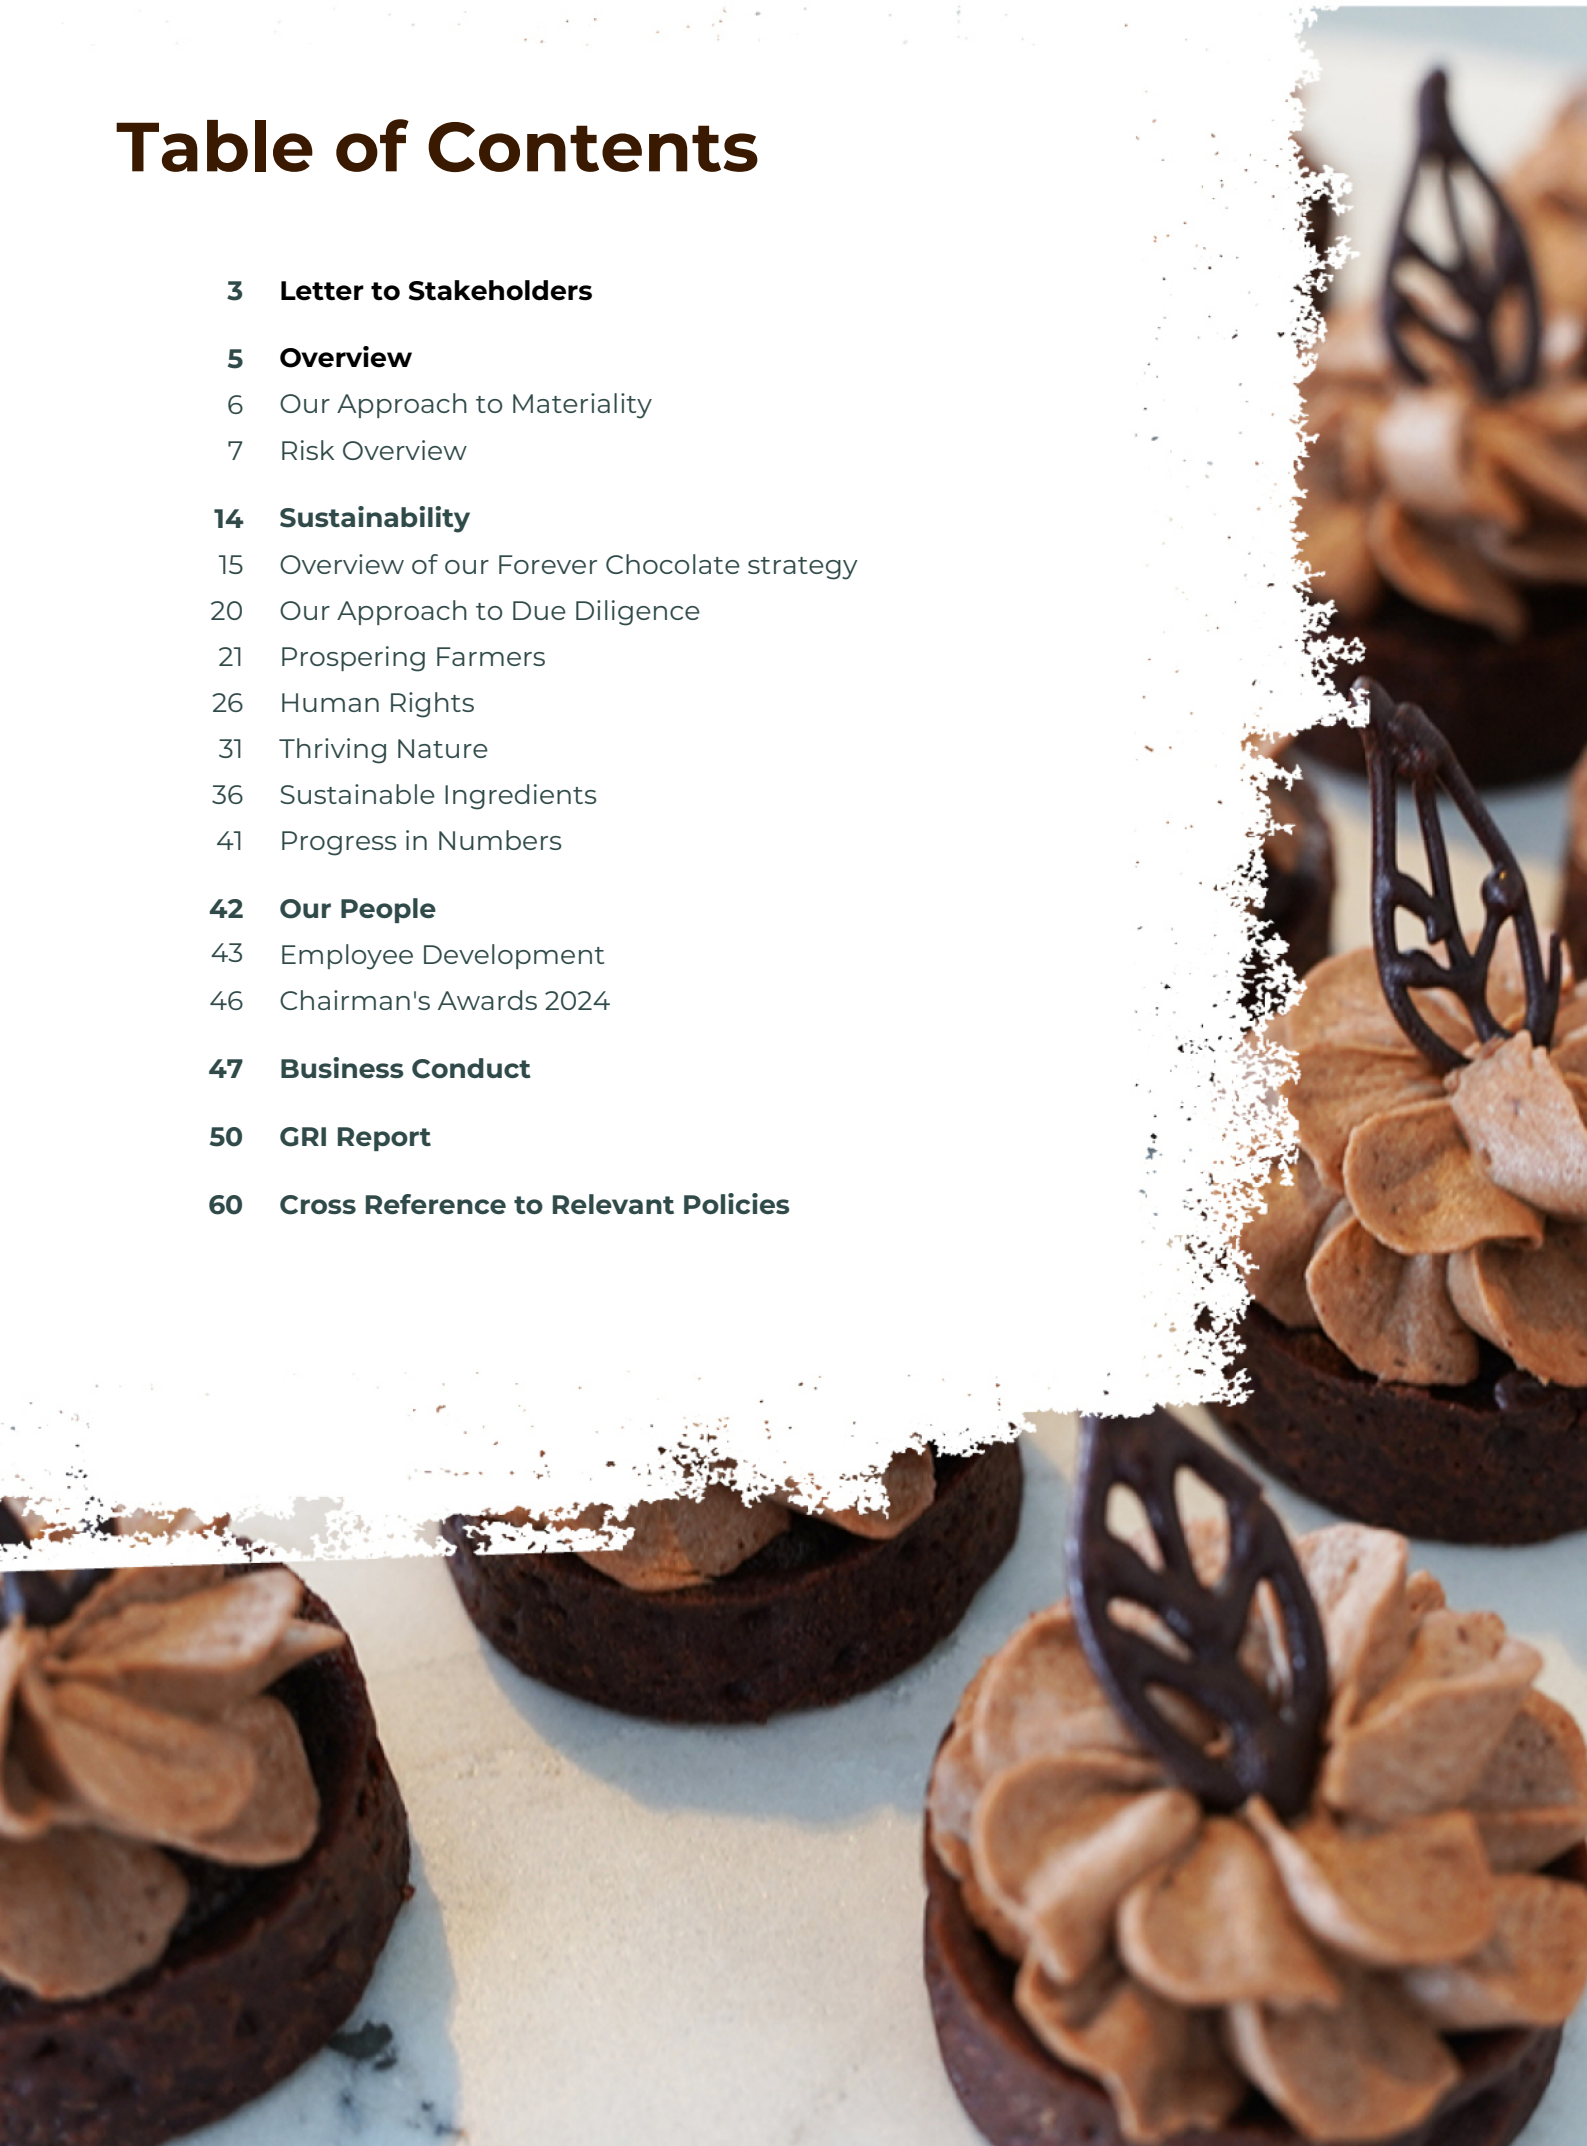 Table of Contents
3 Letter to Stakeholders
5 Overview
6 Our Approach to Materiality
7 Risk Overview
14 Sustainability
15 Overview of our Forever Chocolate strategy
20 Our Approach to Due Diligence
21 Prospering Farmers
26 Human Rights
31 Thriving Nature
36 Sustainable Ingredients
41 Progress in Numbers
42 Our People
43 Employee Development
46 Chairman's Awards 2024
47 Business Conduct
50 GRI Report
60 Cross Reference to Relevant Policies